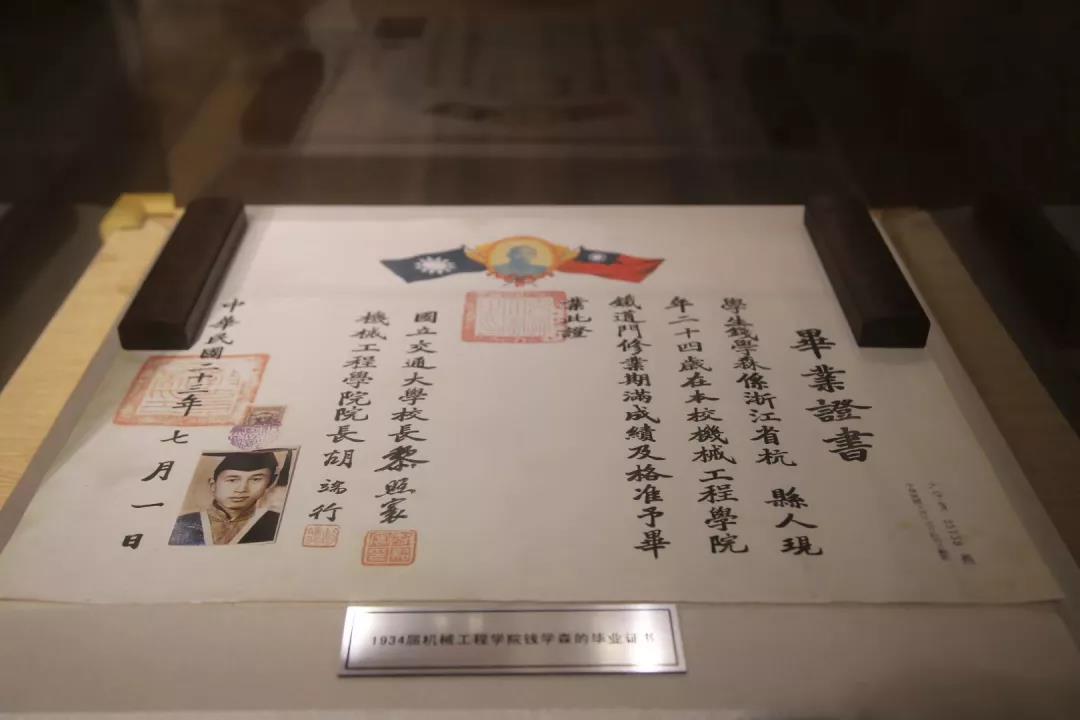 畢業證書
學生錢學森係浙江省杭 縣人現
年二十四歲在本校機械工程學院
鐵道門修業期滿成績及格准予畢
業此證
國立交通大學校長黎照寰
機械工程學院院長胡端行
中華民國二十三年七月一日
1934届机械工程学院钱学森的毕业证书